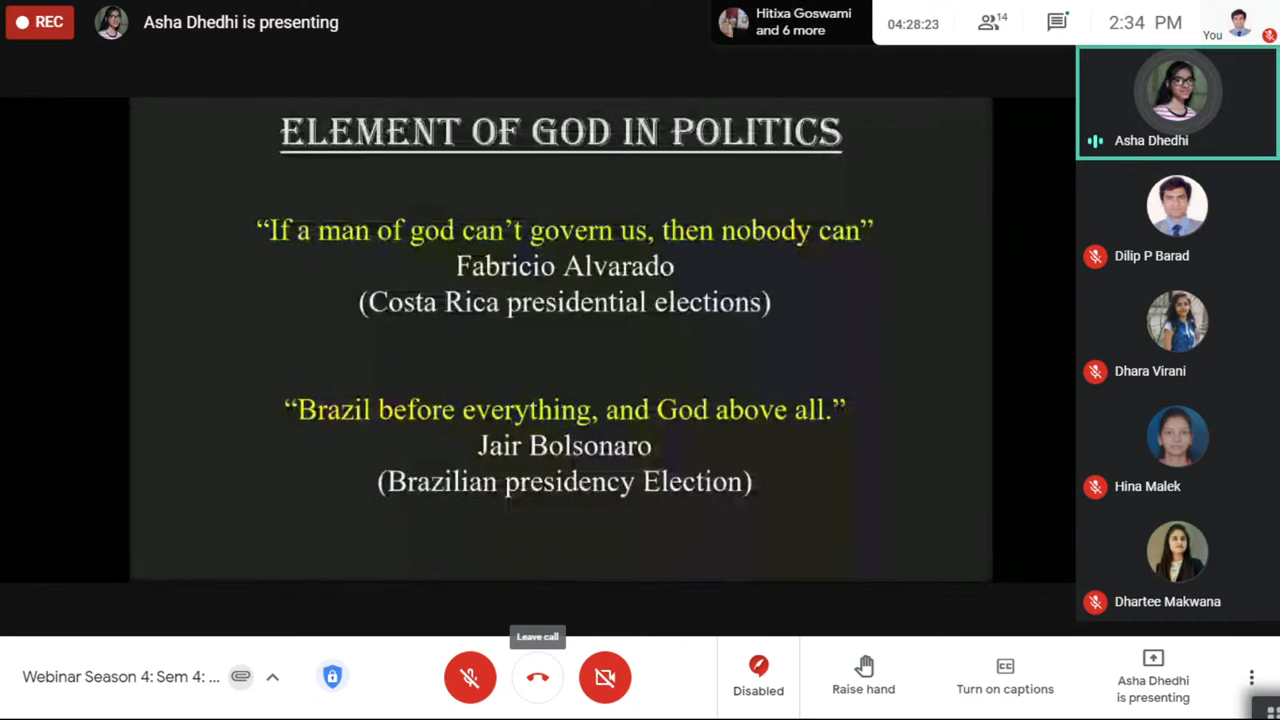 REC
Asha Dhedhi is presenting
Hitixa Goswami
and 6 more
04:28:23
14
2:34 PM
You
ELEMENT OF GOD IN POLITICS
“If a man of god can’t govern us, then nobody can”
Fabricio Alvarado
(Costa Rica presidential elections)
“Brazil before everything, and God above all.”
Jair Bolsonaro
(Brazilian presidency Election)
Asha Dhedhi
Dilip P Barad
Dhara Virani
Hina Malek
Dhartee Makwana
Leave call
Webinar Season 4: Sem 4: ...
Disabled
Raise hand
CC
Turn on captions
Asha Dhedhi
is presenting